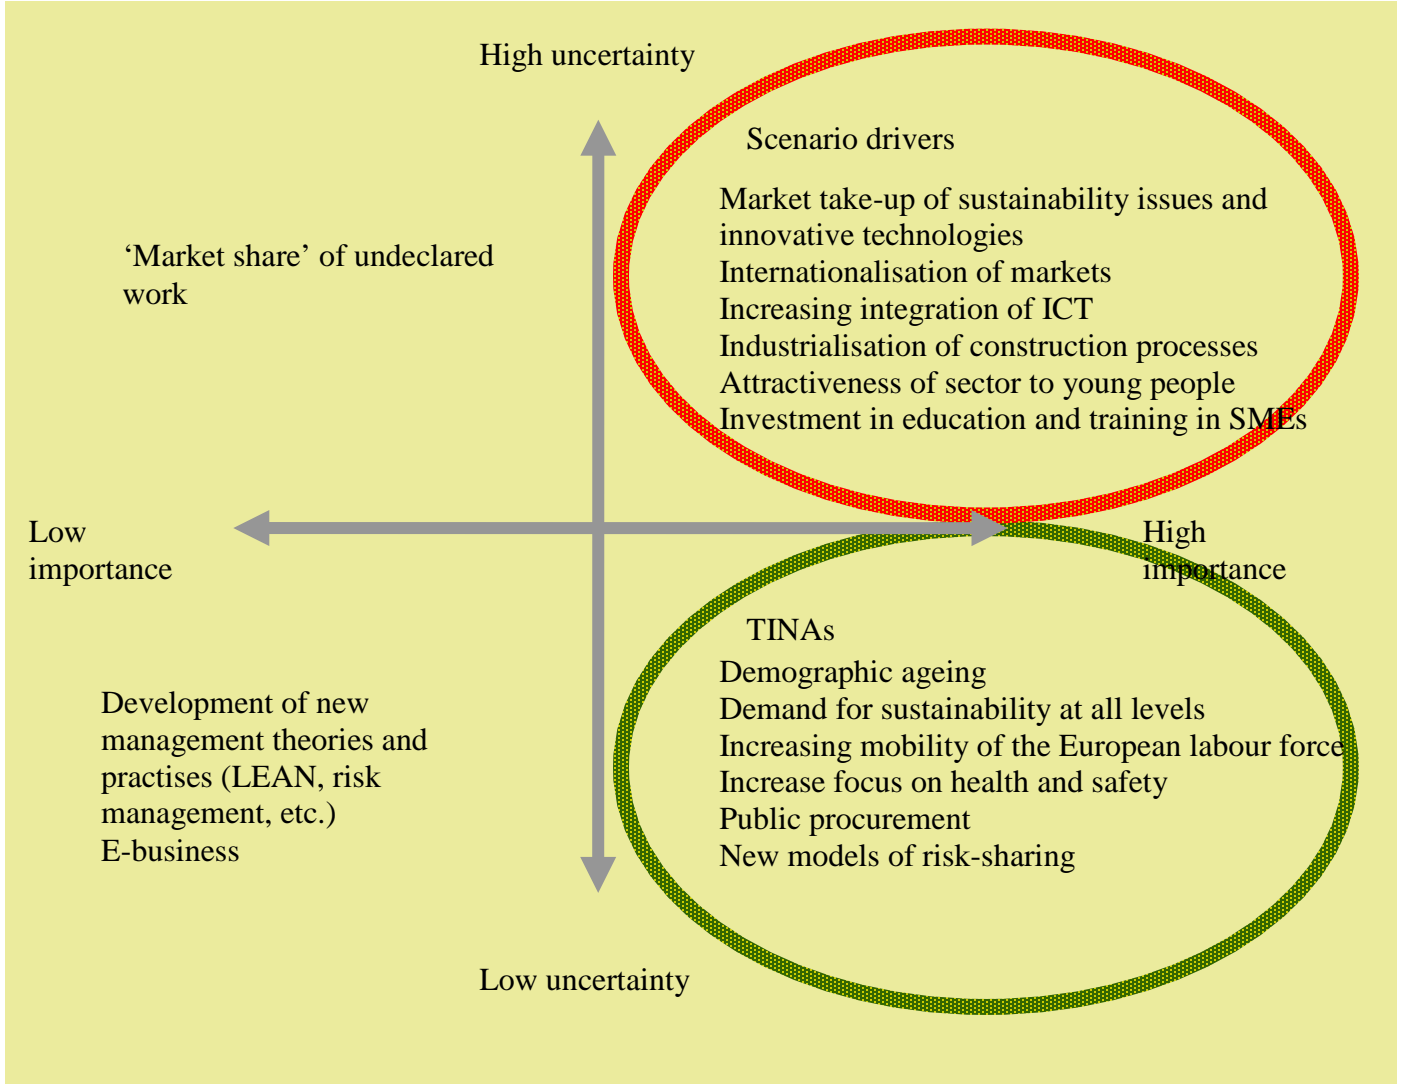 High uncertainty
Scenario drivers
Market take-up of sustainability issues and
innovative technologies
Internationalisation of markets
Increasing integration of ICT
Industrialisation of construction processes
Attractiveness of sector to young people
Investment in education and training in SMEs
‘Market share’ of undeclared
work
Low
importance
High
importance
TINAs
Demographic ageing
Demand for sustainability at all levels
Increasing mobility of the European labour force
Increase focus on health and safety
Public procurement
New models of risk-sharing
Development of new
management theories and
practises (LEAN, risk
management, etc.)
E-business
Low uncertainty